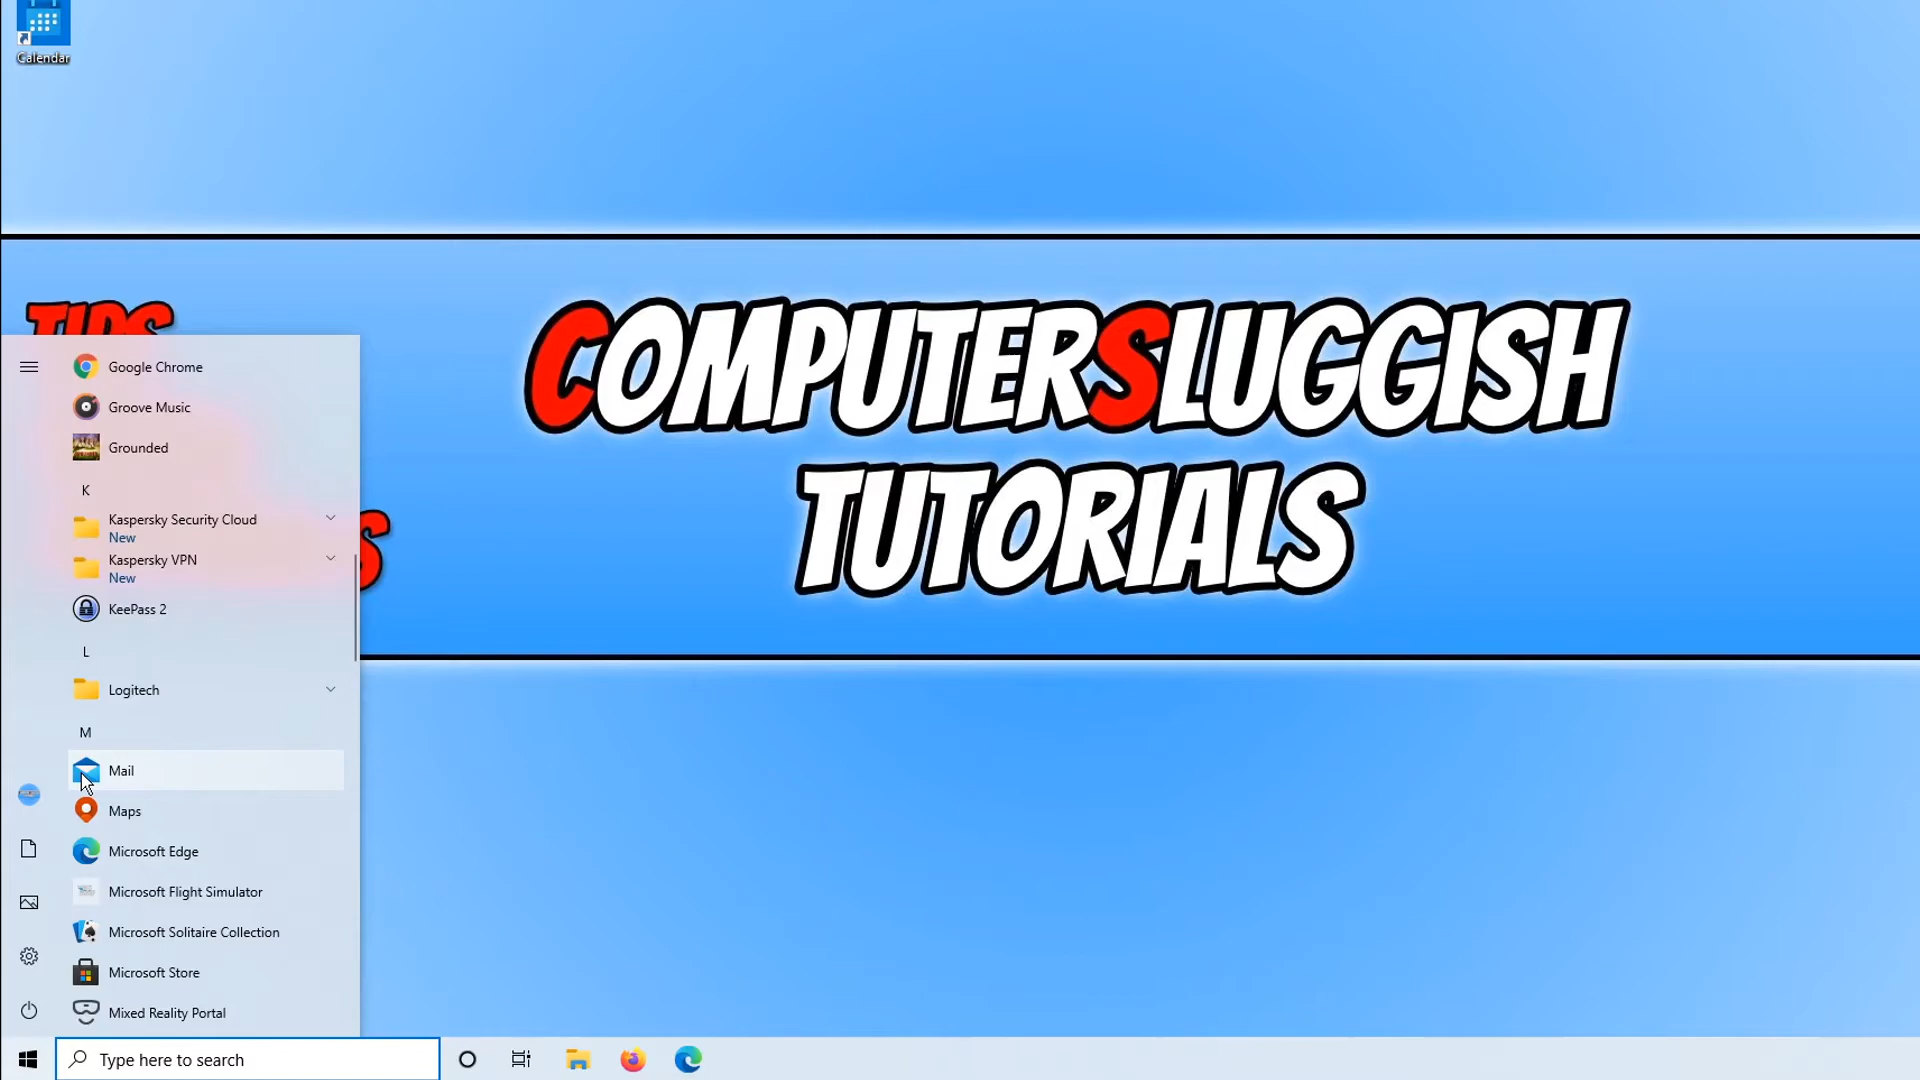 Calendar
TIPS
COMPUTERSLUGGISH
TUTORIALS
Google Chrome
Groove Music
Grounded
K
Kaspersky Security Cloud
New
Kaspersky VPN
New
KeePass 2
L
Logitech
M
Mail
Maps
Microsoft Edge
Microsoft Flight Simulator
Microsoft Solitaire Collection
Microsoft Store
Mixed Reality Portal
Type here to search